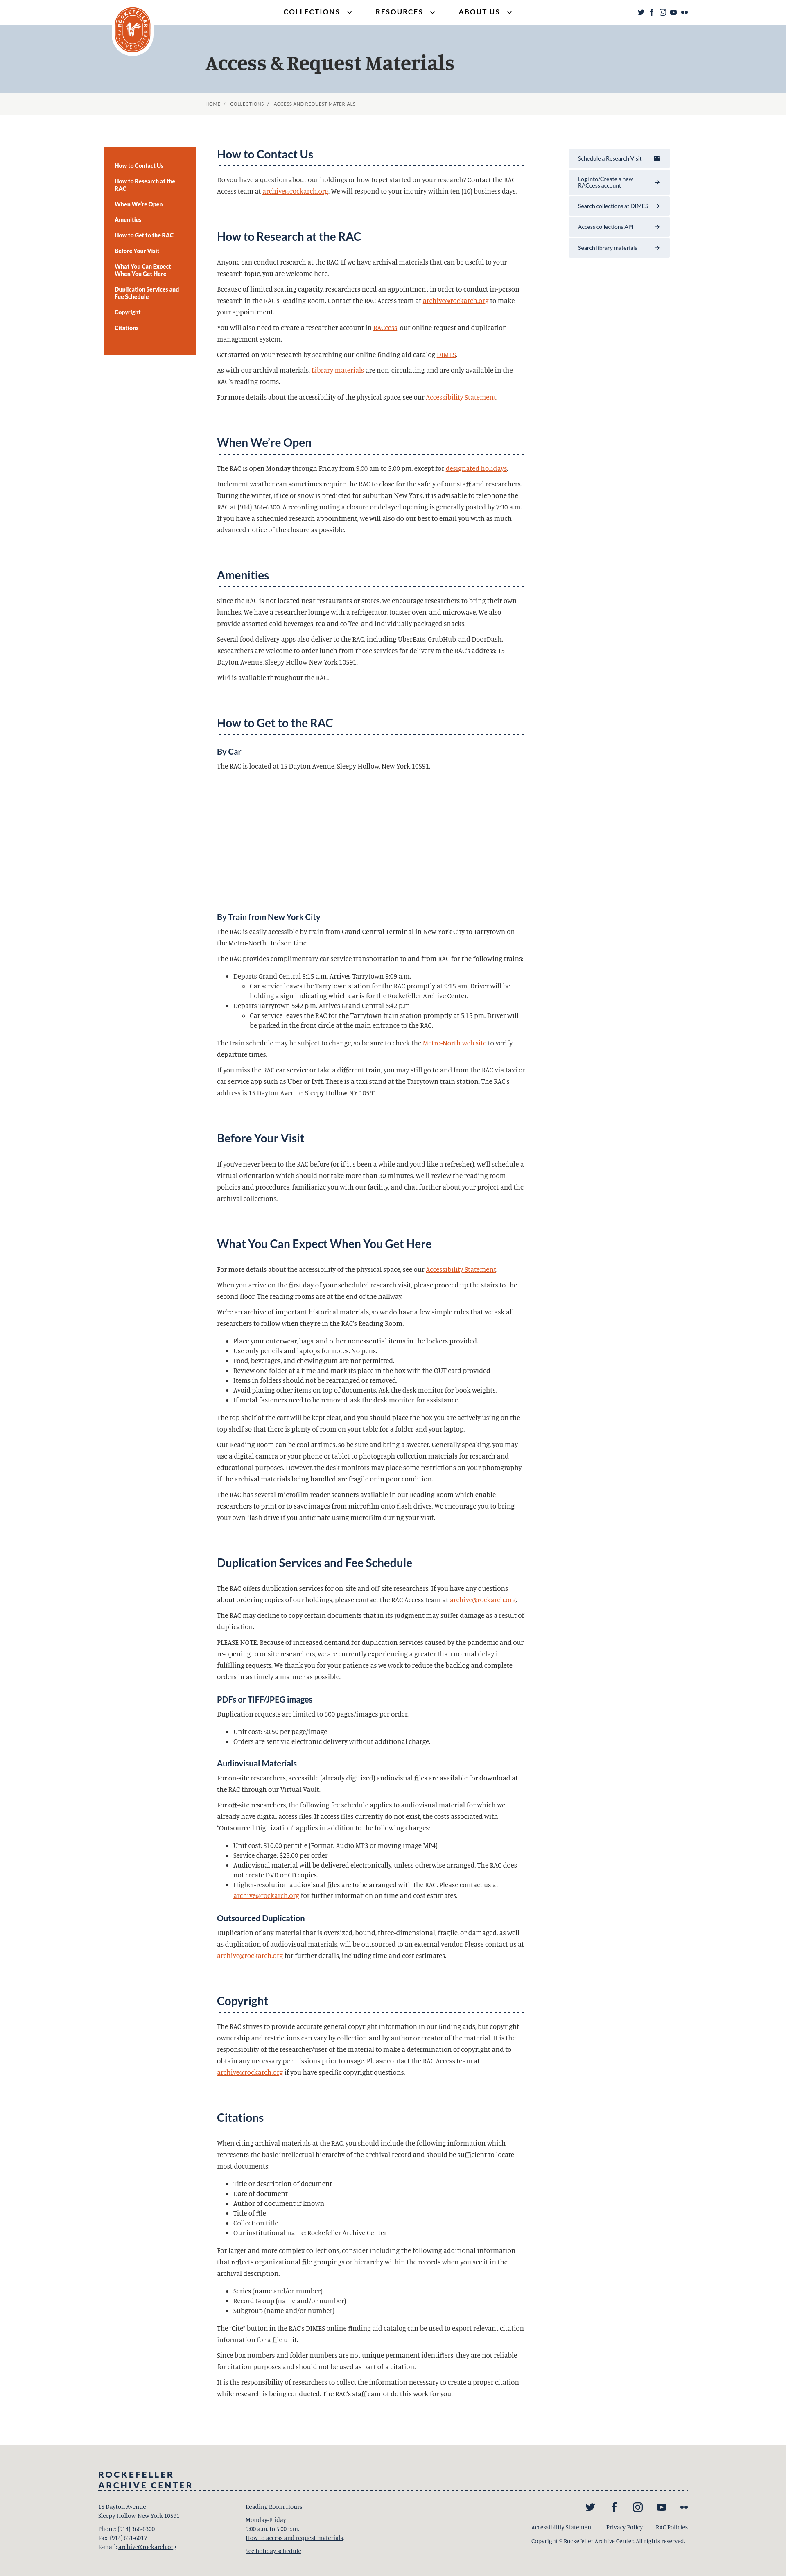 ROCKEFELLER
ARCHIVE CENTER
COLLECTIONS
RESOURCES
ABOUT US
Access & Request Materials
HOME / COLLECTIONS / ACCESS AND REQUEST MATERIALS
How to Contact Us
How to Research at the
RAC
When We're Open
Amenities
How to Get to the RAC
Before Your Visit
What You Can Expect
When You Get Here
Duplication Services and
Fee Schedule
Copyright
Citations
How to Contact Us
Do you have a question about our holdings or how to get started on your research? Contact the RAC
Access team at archive@rockarch.org. We will respond to your inquiry within ten (10) business days.
How to Research at the RAC
Anyone can conduct research at the RAC. If we have archival materials that can be useful to your
research topic, you are welcome here.
Because of limited seating capacity, researchers need an appointment in order to conduct in-person
research in the RAC's Reading Room. Contact the RAC Access team at archive@rockarch.org to make
your appointment.
You will also need to create a researcher account in RACcess, our online request and duplication
management system.
Get started on your research by searching our online finding aid catalog DIMES.
As with our archival materials, Library materials are non-circulating and are only available in the
RAC's reading rooms.
For more details about the accessibility of the physical space, see our Accessibility Statement.
When We're Open
The RAC is open Monday through Friday from 9:00 am to 5:00 pm, except for designated holidays.
Inclement weather can sometimes require the RAC to close for the safety of our staff and researchers.
During the winter, if ice or snow is predicted for suburban New York, it is advisable to telephone the
RAC at (914) 366-6300. A recording noting a closure or delayed opening is generally posted by 7:30 a.m.
If you have a scheduled research appointment, we will also do our best to email you with as much
advanced notice of the closure as possible.
Amenities
Since the RAC is not located near restaurants or stores, we encourage researchers to bring their own
lunches. We have a researcher lounge with a refrigerator, toaster oven, and microwave. We also
provide assorted cold beverages, tea and coffee, and individually packaged snacks.
Several food delivery apps also deliver to the RAC, including UberEats, GrubHub, and DoorDash.
Researchers are welcome to order lunch from those services for delivery to the RAC's address: 15
Dayton Avenue, Sleepy Hollow New York 10591.
WiFi is available throughout the RAC.
How to Get to the RAC
By Car
The RAC is located at 15 Dayton Avenue, Sleepy Hollow, New York 10591.
By Train from New York City
The RAC is easily accessible by train from Grand Central Terminal in New York City to Tarrytown on
the Metro-North Hudson Line.
The RAC provides complimentary car service transportation to and from RAC for the following trains:
• Departs Grand Central 8:15 a.m. Arrives Tarrytown 9:09 a.m.
◦ Car service leaves the Tarrytown station for the RAC promptly at 9:15 am. Driver will be
holding a sign indicating which car is for the Rockefeller Archive Center.
• Departs Tarrytown 5:42 p.m. Arrives Grand Central 6:42 p.m
◦ Car service leaves the RAC for the Tarrytown train station promptly at 5:15 pm. Driver will
be parked in the front circle at the main entrance to the RAC.
The train schedule may be subject to change, so be sure to check the Metro-North web site to verify
departure times.
If you miss the RAC car service or take a different train, you may still go to and from the RAC via taxi or
car service app such as Uber or Lyft. There is a taxi stand at the Tarrytown train station. The RAC's
address is 15 Dayton Avenue, Sleepy Hollow NY 10591.
Before Your Visit
If you've never been to the RAC before (or if it's been a while and you'd like a refresher), we'll schedule a
virtual orientation which should not take more than 30 minutes. We'll review the reading room
policies and procedures, familiarize you with our facility, and chat further about your project and the
archival collections.
What You Can Expect When You Get Here
For more details about the accessibility of the physical space, see our Accessibility Statement.
When you arrive on the first day of your scheduled research visit, please proceed up the stairs to the
second floor. The reading rooms are at the end of the hallway.
We're an archive of important historical materials, so we do have a few simple rules that we ask all
researchers to follow when they're in the RAC's Reading Room:
• Place your outerwear, bags, and other nonessential items in the lockers provided.
• Use only pencils and laptops for notes. No pens.
• Food, beverages, and chewing gum are not permitted.
• Review one folder at a time and mark its place in the box with the OUT card provided
• Items in folders should not be rearranged or removed.
• Avoid placing other items on top of documents. Ask the desk monitor for book weights.
• If metal fasteners need to be removed, ask the desk monitor for assistance.
The top shelf of the cart will be kept clear, and you should place the box you are actively using on the
top shelf so that there is plenty of room on your table for a folder and your laptop.
Our Reading Room can be cool at times, so be sure and bring a sweater. Generally speaking, you may
use a digital camera or your phone or tablet to photograph collection materials for research and
educational purposes. However, the desk monitors may place some restrictions on your photography
if the archival materials being handled are fragile or in poor condition.
The RAC has several microfilm reader-scanners available in our Reading Room which enable
researchers to print or to save images from microfilm onto flash drives. We encourage you to bring
your own flash drive if you anticipate using microfilm during your visit.
Duplication Services and Fee Schedule
The RAC offers duplication services for on-site and off-site researchers. If you have any questions
about ordering copies of our holdings, please contact the RAC Access team at archive@rockarch.org.
The RAC may decline to copy certain documents that in its judgment may suffer damage as a result of
duplication.
PLEASE NOTE: Because of increased demand for duplication services caused by the pandemic and our
re-opening to onsite researchers, we are currently experiencing a greater than normal delay in
fulfilling requests. We thank you for your patience as we work to reduce the backlog and complete
orders in as timely a manner as possible.
PDFs or TIFF/JPEG images
Duplication requests are limited to 500 pages/images per order.
• Unit cost: $0.50 per page/image
• Orders are sent via electronic delivery without additional charge.
Audiovisual Materials
For on-site researchers, accessible (already digitized) audiovisual files are available for download at
the RAC through our Virtual Vault.
For off-site researchers, the following fee schedule applies to audiovisual material for which we
already have digital access files. If access files currently do not exist, the costs associated with
"Outsourced Digitization" applies in addition to the following charges:
• Unit cost: $10.00 per title (Format: Audio MP3 or moving image MP4)
• Service charge: $25.00 per order
• Audiovisual material will be delivered electronically, unless otherwise arranged. The RAC does
not create DVD or CD copies.
• Higher-resolution audiovisual files are to be arranged with the RAC. Please contact us at
archive@rockarch.org for further information on time and cost estimates.
Outsourced Duplication
Duplication of any material that is oversized, bound, three-dimensional, fragile, or damaged, as well
as duplication of audiovisual materials, will be outsourced to an external vendor. Please contact us at
archive@rockarch.org for further details, including time and cost estimates.
Copyright
The RAC strives to provide accurate general copyright information in our finding aids, but copyright
ownership and restrictions can vary by collection and by author or creator of the material. It is the
responsibility of the researcher/user of the material to make a determination of copyright and to
obtain any necessary permissions prior to usage. Please contact the RAC Access team at
archive@rockarch.org if you have specific copyright questions.
Citations
When citing archival materials at the RAC, you should include the following information which
represents the basic intellectual hierarchy of the archival record and should be sufficient to locate
most documents:
• Title or description of document
• Date of document
• Author of document if known
• Title of file
• Collection title
• Our institutional name: Rockefeller Archive Center
For larger and more complex collections, consider including the following additional information
that reflects organizational file groupings or hierarchy within the records when you see it in the
archival description:
• Series (name and/or number)
• Record Group (name and/or number)
• Subgroup (name and/or number)
The "Cite" button in the RAC's DIMES online finding aid catalog can be used to export relevant citation
information for a file unit.
Since box numbers and folder numbers are not unique permanent identifiers, they are not reliable
for citation purposes and should not be used as part of a citation.
It is the responsibility of researchers to collect the information necessary to create a proper citation
while research is being conducted. The RAC's staff cannot do this work for you.
Schedule a Research Visit
Log into/Create a new
RACcess account
Search collections at DIMES
Access collections API
Search library materials
ROCKEFELLER
ARCHIVE CENTER
15 Dayton Avenue
Sleepy Hollow, New York 10591
Phone: (914) 366-6300
Fax: (914) 631-6017
E-mail: archive@rockarch.org
Reading Room Hours:
Monday-Friday
9:00 a.m. to 5:00 p.m.
How to access and request materials.
See holiday schedule
Accessibility Statement
Privacy Policy
RAC Policies
Copyright © Rockefeller Archive Center. All rights reserved.